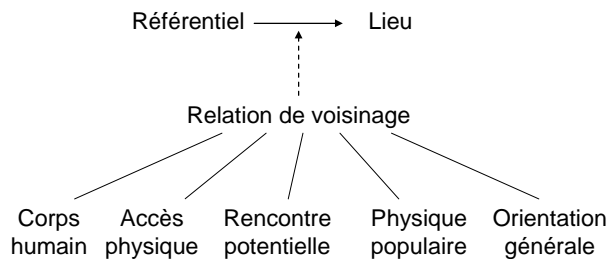 Référentiel Lieu
Relation de voisinage
Corps Accès Rencontre Physique Orientation
humain physique potentielle populaire générale